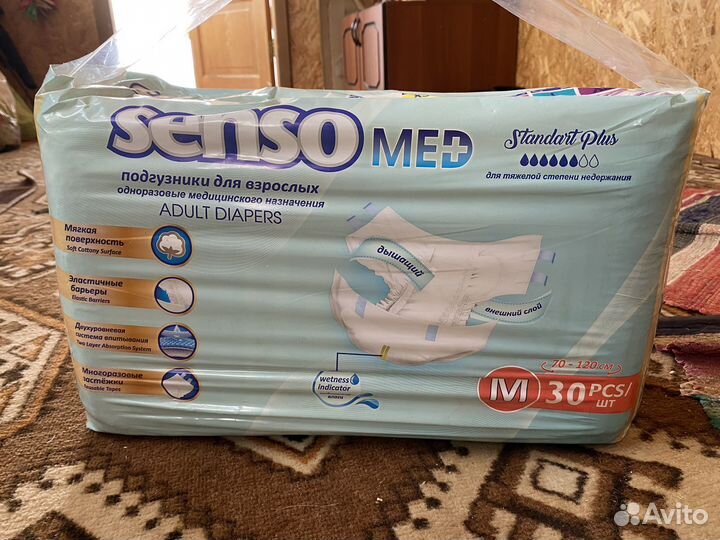 senso MED
Standart Plus
для тяжелой степени недержания
подгузники для взрослых
одноразовые медицинского назначения
ADULT DIAPERS
Мягкая
поверхность
Soft Cottony Surface
Эластичные
барьеры
Elastic Barriers
Двухуровневая
система впитывания
Two Layer Absorption System
Многоразовые
застёжки
Reusable Tapes
дышащий
внешний слой
wetness
indicator
70 - 120 см
M 30 PCS/
ШТ
Avito